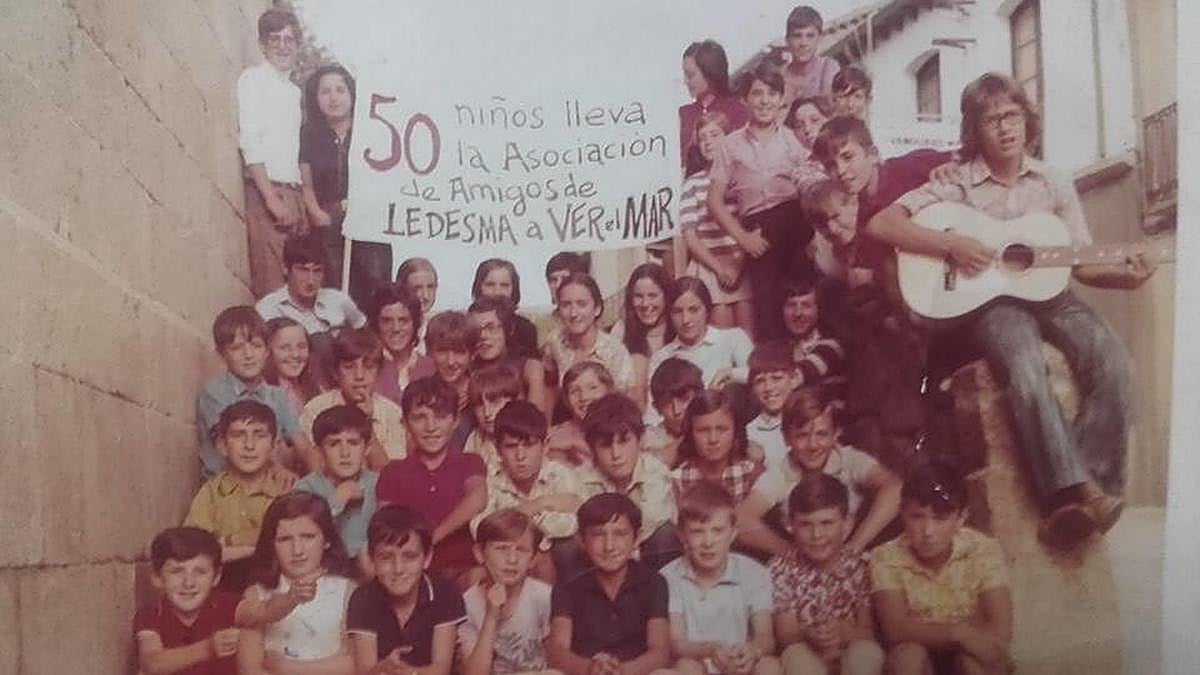 50 niños lleva
la Asociación
de Amigos de
LEDESMA a VER el MAR